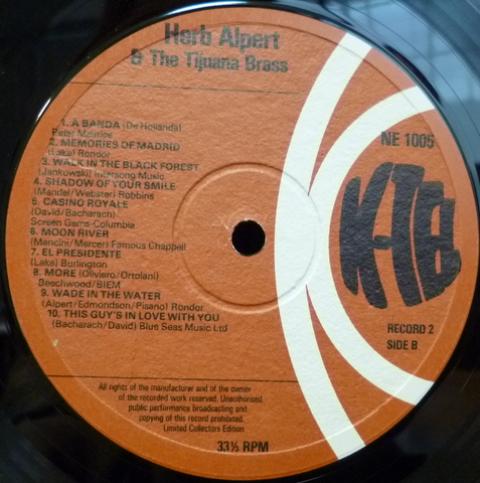 Herb Alpert
& The Tijuana Brass
1. A BANDA (De Hollanda)
Peter Maurice
2. MEMORIES OF MADRID
(Lake) Rondor
3. WALK IN THE BLACK FOREST
(Jankowski) Intersong Music
4. SHADOW OF YOUR SMILE
(Mandel/Webster) Robbins
5. CASINO ROYALE
(David/Bacharach)
Screen Gems-Columbia
6. MOON RIVER
(Mancini/Mercer) Famous Chappell
7. EL PRESIDENTE
(Lake) Burlington
8. MORE (Oliviero/Ortolani)
Beechwood/BIEM
9. WADE IN THE WATER
(Alpert/Edmondson/Pisano) Rondor
10. THIS GUY'S IN LOVE WITH YOU
(Bacharach/David) Blue Seas Music Ltd
NE 1005
K-TEL
RECORD 2
SIDE B
All rights of the manufacturer and of the owner
of the recorded work reserved. Unauthorised
public performance broadcasting and
copying of this record prohibited.
Limited Collectors Edition
33⅓ RPM